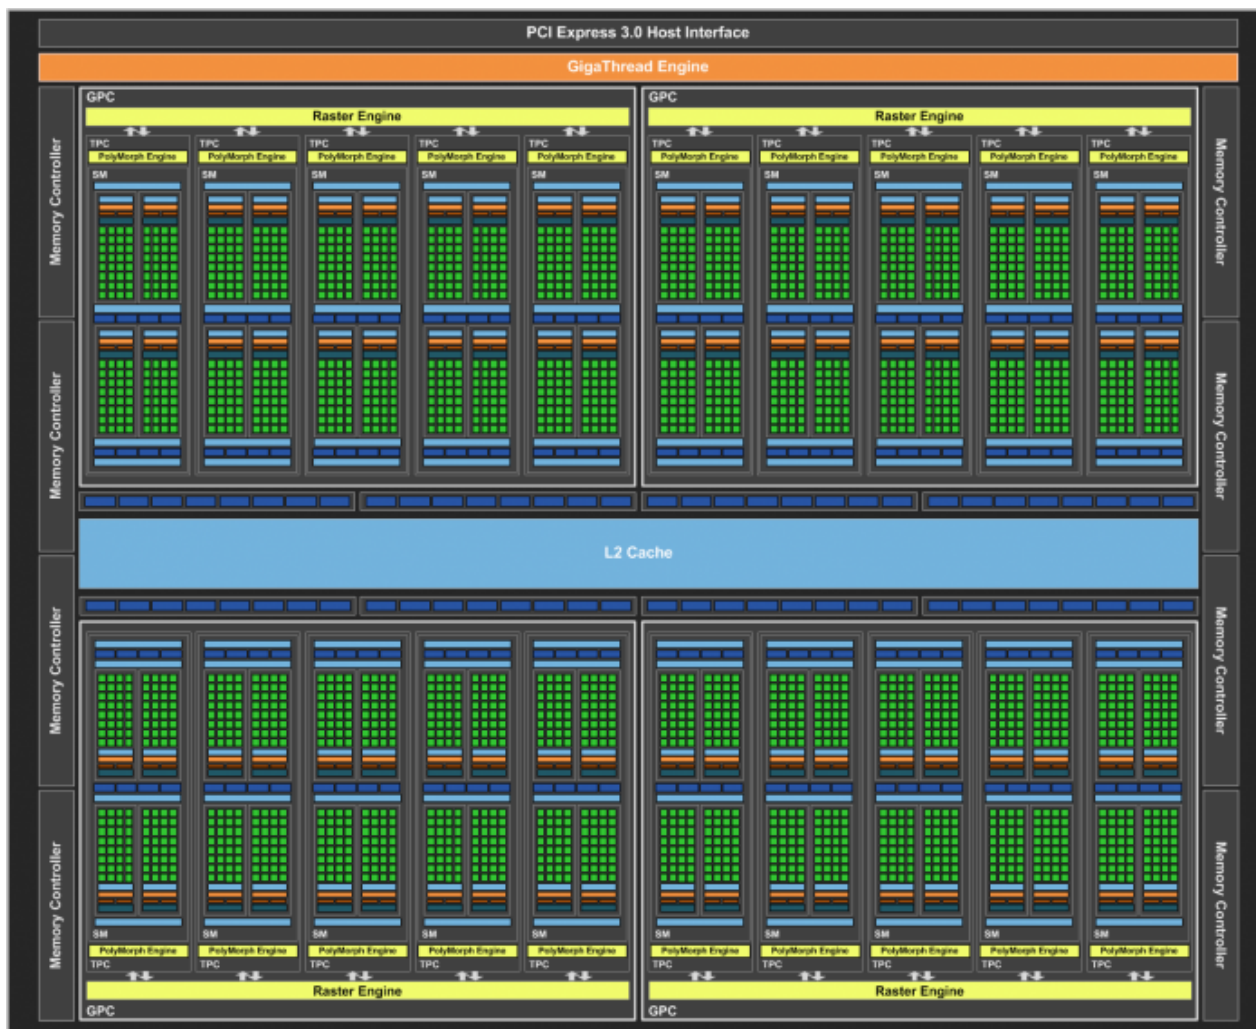 PCI Express 3.0 Host Interface
GigaThread Engine
GPC GPC
Raster Engine Raster Engine
TPC TPC TPC TPC TPC TPC TPC TPC TPC TPC
PolyMorph Engine PolyMorph Engine PolyMorph Engine PolyMorph Engine PolyMorph Engine PolyMorph Engine PolyMorph Engine PolyMorph Engine PolyMorph Engine PolyMorph Engine
SM SM SM SM SM SM SM SM SM SM
Memory Controller Memory Controller
Memory Controller Memory Controller
L2 Cache
Memory Controller Memory Controller
Memory Controller Memory Controller
SM SM SM SM SM SM SM SM SM SM
PolyMorph Engine PolyMorph Engine PolyMorph Engine PolyMorph Engine PolyMorph Engine PolyMorph Engine PolyMorph Engine PolyMorph Engine PolyMorph Engine PolyMorph Engine
TPC TPC TPC TPC TPC TPC TPC TPC TPC TPC
Raster Engine Raster Engine
GPC GPC